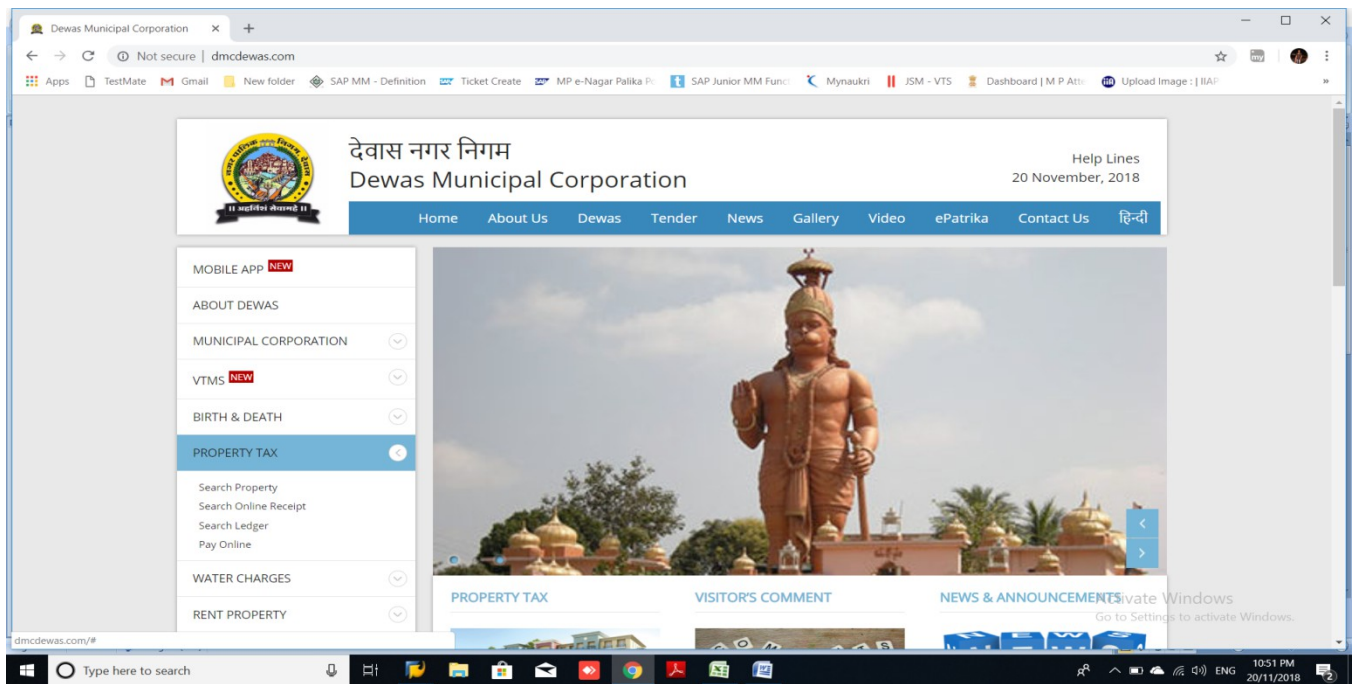 Dewas Municipal Corporation
Not secure | dmcdewas.com
Apps TestMate Gmail New folder SAP MM - Definition Ticket Create MP e-Nagar Palika Po SAP Junior MM Func Mynaukri JSM - VTS Dashboard | M P Atte Upload Image : | IIAP
देवास नगर निगम
Dewas Municipal Corporation
Help Lines
20 November, 2018
|| अहर्निशं सेवामहे ||
Home About Us Dewas Tender News Gallery Video ePatrika Contact Us हिन्दी
MOBILE APP NEW
ABOUT DEWAS
MUNICIPAL CORPORATION
VTMS NEW
BIRTH & DEATH
PROPERTY TAX
Search Property
Search Online Receipt
Search Ledger
Pay Online
WATER CHARGES
RENT PROPERTY
PROPERTY TAX VISITOR'S COMMENT NEWS & ANNOUNCEMENTS
NEWS
Activate Windows
Go to Settings to activate Windows.
dmcdewas.com/#
Type here to search
ENG
10:51 PM
20/11/2018
2